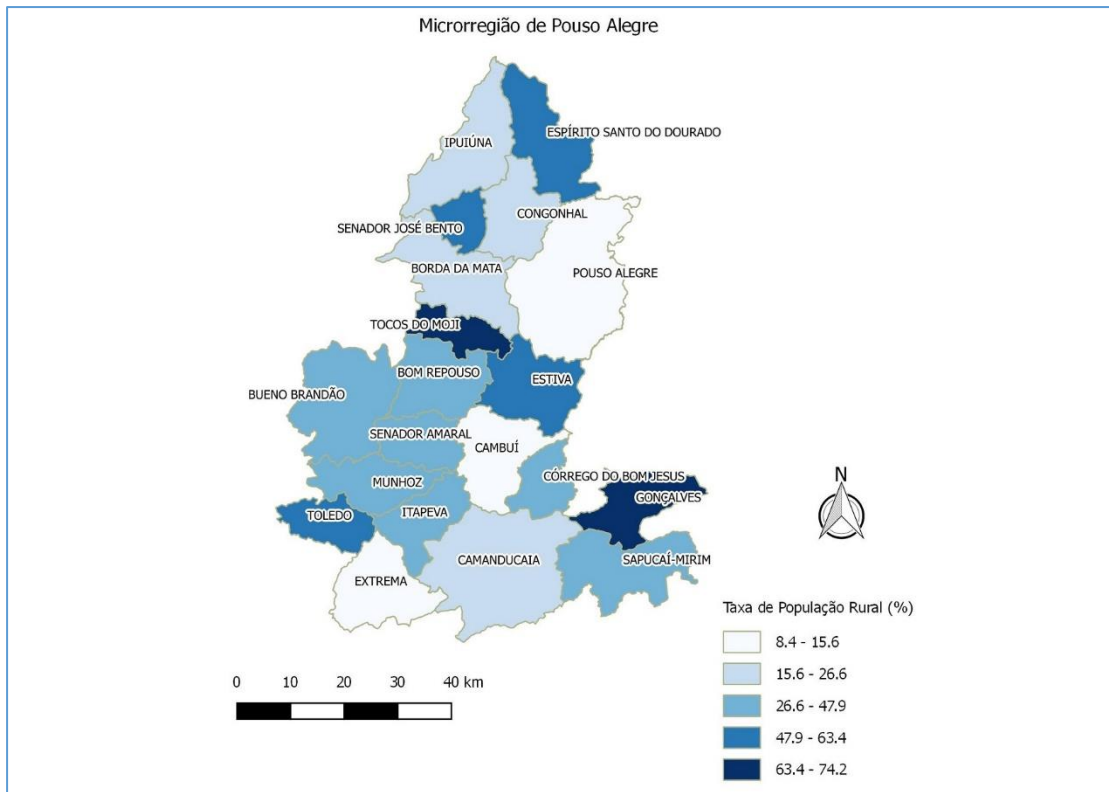 Microrregião de Pouso Alegre
ESPÍRITO SANTO DO DOURADO
IPUIÚNA
CONGONHAL
SENADOR JOSÉ BENTO
BORDA DA MATA
POUSO ALEGRE
TOCOS DO MOJI
BOM REPOUSO
ESTIVA
BUENO BRANDÃO
SENADOR AMARAL
CAMBUÍ
CÓRREGO DO BOM JESUS
MUNHOZ
GONÇALVES
TOLEDO
ITAPEVA
CAMANDUCAIA
SAPUCAÍ-MIRIM
EXTREMA
N
Taxa de População Rural (%)
8.4 - 15.6
15.6 - 26.6
26.6 - 47.9
47.9 - 63.4
63.4 - 74.2
0 10 20 30 40 km